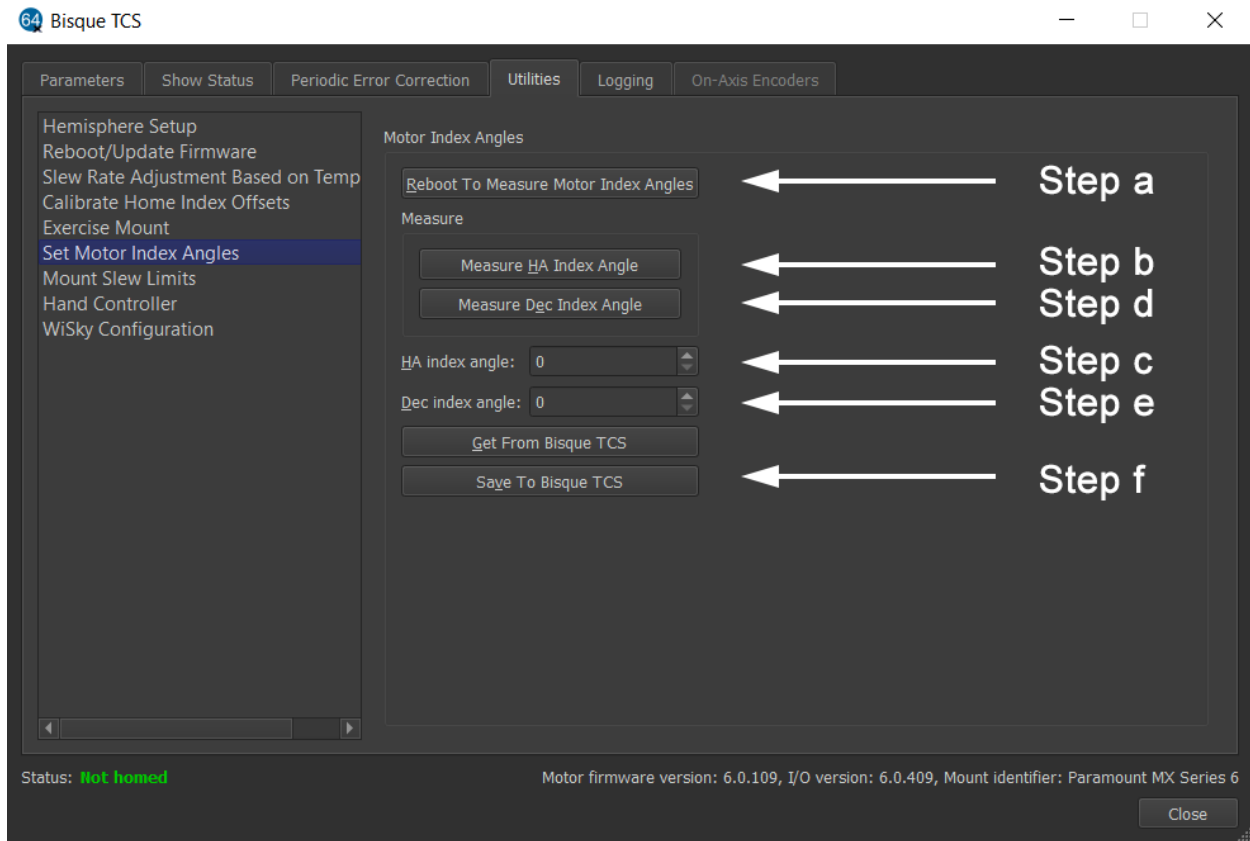 64
Bisque TCS
Parameters
Show Status
Periodic Error Correction
Utilities
Logging
On-Axis Encoders
Hemisphere Setup
Reboot/Update Firmware
Slew Rate Adjustment Based on Temp
Calibrate Home Index Offsets
Exercise Mount
Set Motor Index Angles
Mount Slew Limits
Hand Controller
WiSky Configuration
Motor Index Angles
Reboot To Measure Motor Index Angles
Step a
Measure
Measure HA Index Angle
Step b
Measure Dec Index Angle
Step d
HA index angle: 0
Step c
Dec index angle: 0
Step e
Get From Bisque TCS
Save To Bisque TCS
Step f
Status: Not homed
Motor firmware version: 6.0.109, I/O version: 6.0.409, Mount identifier: Paramount MX Series 6
Close